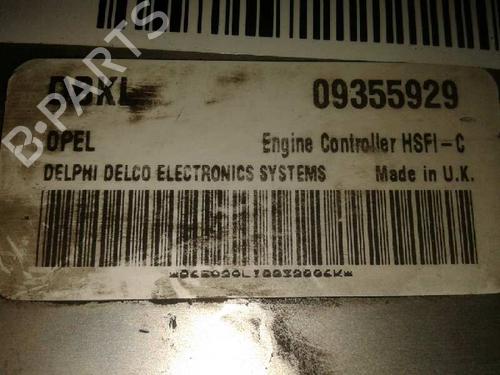 09355929
OPEL Engine Controller HSFI-C
DELPHI DELCO ELECTRONICS SYSTEMS Made in U.K.
B-PARTS